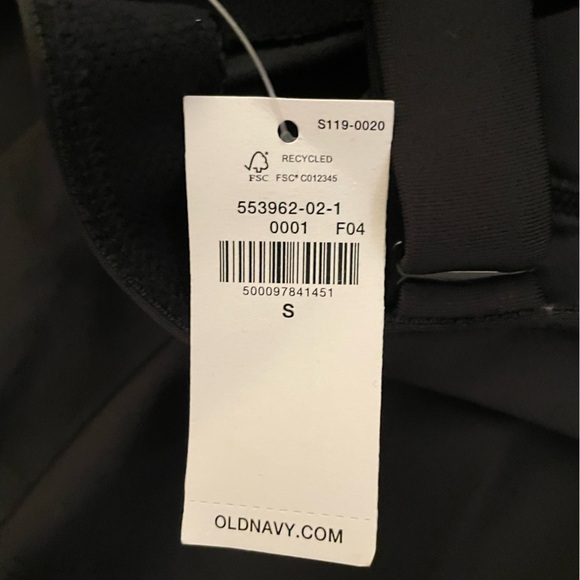 S119-0020
RECYCLED
FSC FSC® C012345
553962-02-1
0001 F04
500097841451
S
OLDNAVY.COM